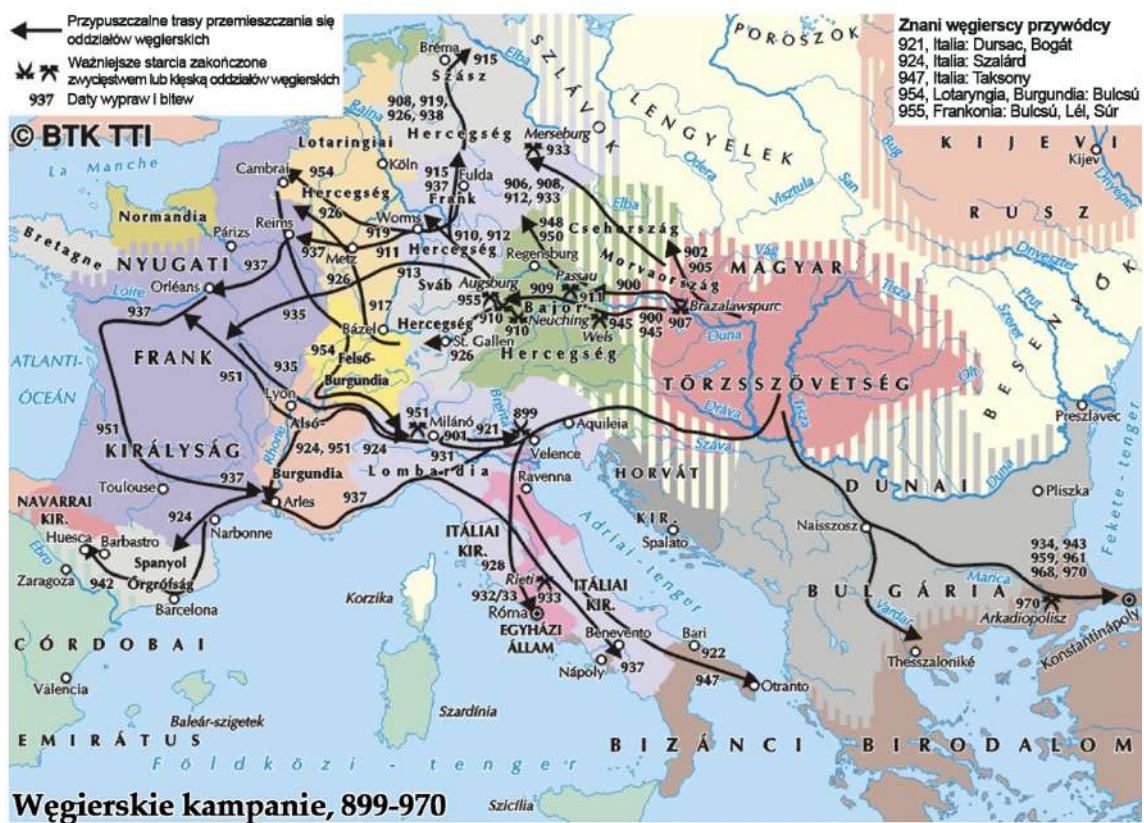 Przypuszczalne trasy przemieszczania się
oddziałów węgierskich
Ważniejsze starcia zakończone
zwycięstwem lub klęską oddziałów węgierskich
937 Daty wypraw i bitew
© BTK TTI
Znani węgierscy przywódcy
921, Italia: Dursac, Bogát
924, Italia: Szalárd
947, Italia: Taksony
954, Lotaryngia, Burgundia: Bulcsú
955, Frankonia: Bulcsú, Lél, Súr
Bréma
915
Szász
Elba
SZLÁVOK
POROSZOK
LENGYELEK
908, 919,
926, 938
Hercegség
Merseburg
933
Rajna
Lotaringiai
Köln
La Manche
Cambrai
954
Hercegség
915
937
Fulda
Frank
906, 908,
912, 933
Odera
Visztula
San
Bug
KIJEVI
Kijev
Dnyeper
RUSZ
Normandia
Bretagne
Párizs
Reims
926
Worms
919
937
911
Metz
910, 912
Hercegség
948
950
Elba
Csehország
Regensburg
Morvaország
902
905
Vág
MAGYAR
Tisza
Dnyeszter
Prut
Szeret
BESENYŐK
NYUGATI
937
Orléans
Loire
937
935
926
913
Sváb
Augsburg
955
910
909
Passau
911
900
Bajor
Neuching
910
945
Wels
900
945
907
Brazalawspurc
Duna
917
Bázel
Hercegség
St. Gallen
926
Hercegség
ATLANTI-
ÓCEÁN
FRANK
951
935
954
Felső-
Burgundia
TÖRZSSZÖVETSÉG
Olt
Dráva
Tisza
Száva
Preszlavec
Lyon
Alsó-
Rhone
924, 951
924
951
Milánó
901
921
931
Brenta
899
Velence
Aquileia
Lombardia
Burgundia
951
KIRÁLYSÁG
Toulouse
937
Arles
937
Ravenna
HORVÁT
KIR.
Spalato
DUNAI
Duna
Pliszka
Fekete-tenger
NAVARRAI
KIR.
924
Narbonne
Huesca
Barbastro
Ebro
Spanyol
Őrgrófság
Zaragoza
942
Barcelona
ITÁLIAI
KIR.
928
Rieti
932/33
933
Róma
EGYHÁZI
ÁLLAM
ITÁLIAI
KIR.
Adriai-tenger
Naisszosz
934, 943
959, 961
968, 970
BULGÁRIA
Marica
970
Arkadiopolisz
Konstantinápoly
Vardar
Thesszaloniké
Korzika
Benevento
Bari
922
Nápoly
937
947
Otranto
CÓRDOBAI
Valencia
Baleár-szigetek
Szardínia
EMIRÁTUS
BIZÁNCI BIRODALOM
Földközi-tenger
Szicília
Węgierskie kampanie, 899-970